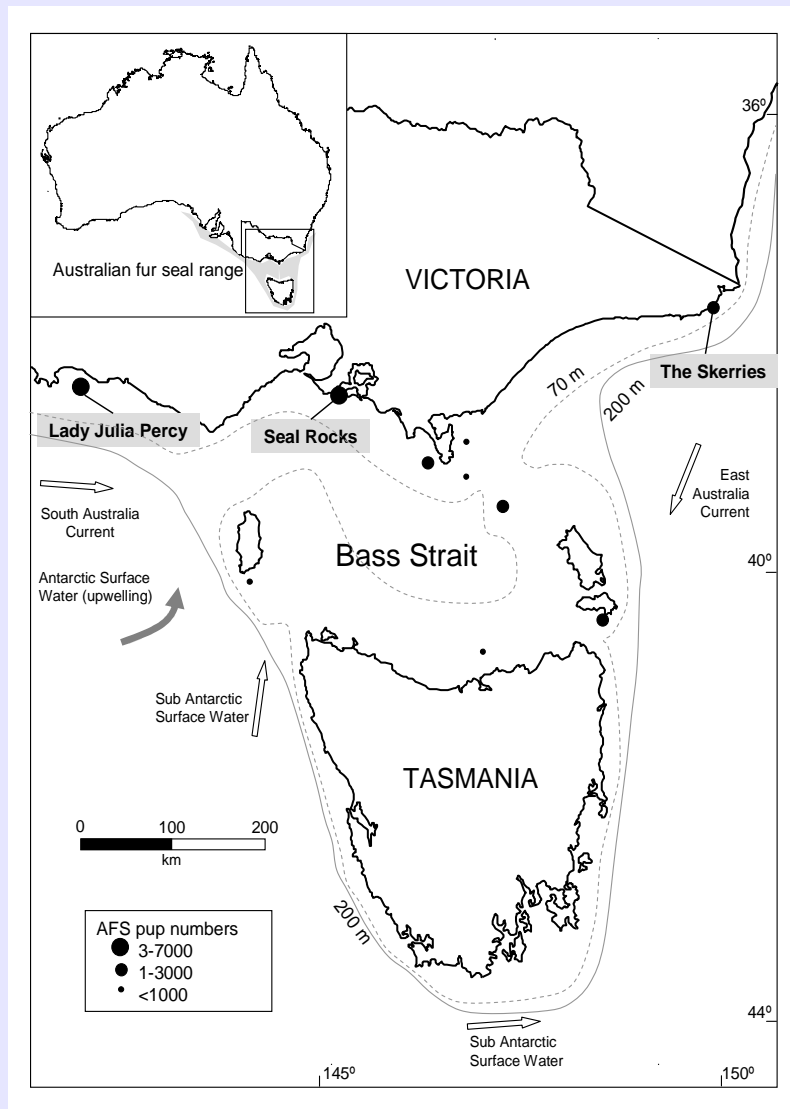 36º
Australian fur seal range
VICTORIA
The Skerries
70 m
200 m
Lady Julia Percy
Seal Rocks
East
Australia
Current
South Australia
Current
Bass Strait
40º
Antarctic Surface
Water (upwelling)
Sub Antarctic
Surface Water
TASMANIA
0 100 200
km
200 m
AFS pup numbers
3-7000
1-3000
<1000
44º
Sub Antarctic
Surface Water
145º
150º